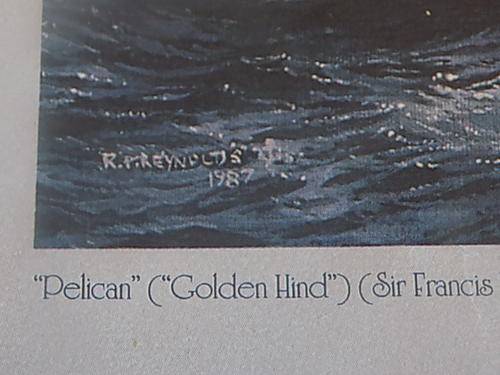 R. REYNOLDS
1987
"Pelican" ("Golden Hind") (Sir Francis